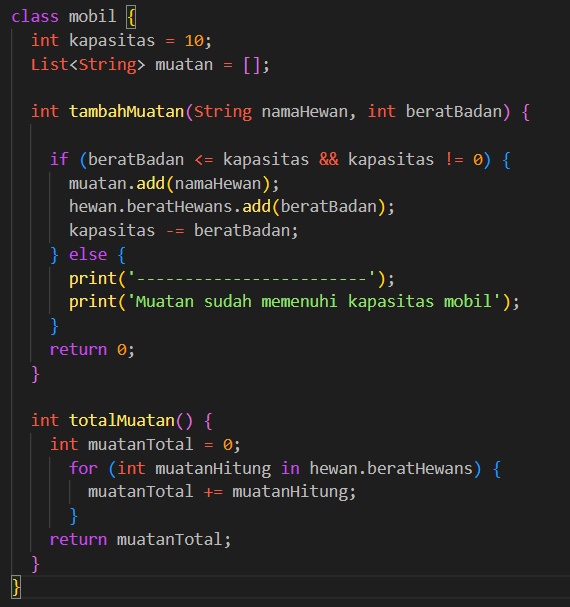 class mobil {
int kapasitas = 10;
List<String> muatan = [];
int tambahMuatan(String namaHewan, int beratBadan) {
if (beratBadan <= kapasitas && kapasitas != 0) {
muatan.add(namaHewan);
hewan.beratHewans.add(beratBadan);
kapasitas -= beratBadan;
} else {
print('------------------------');
print('Muatan sudah memenuhi kapasitas mobil');
}
return 0;
}
int totalMuatan() {
int muatanTotal = 0;
for (int muatanHitung in hewan.beratHewans) {
muatanTotal += muatanHitung;
}
return muatanTotal;
}
}